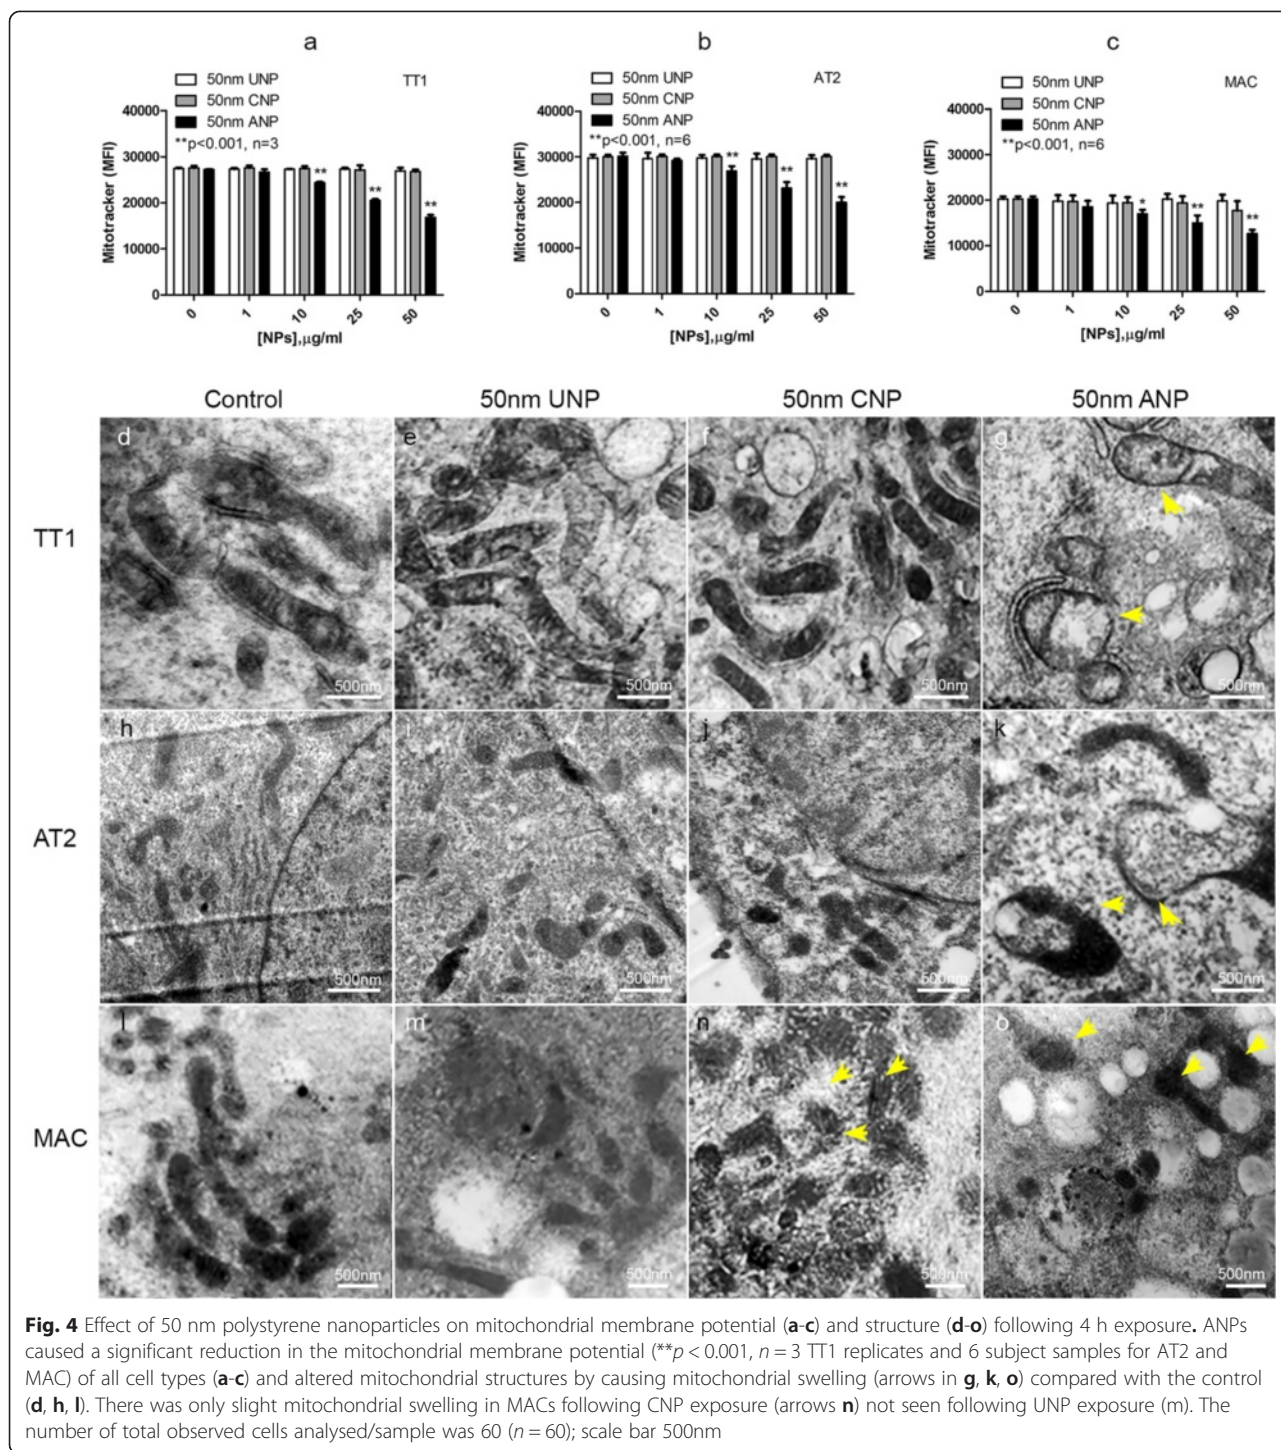 a
50nm UNP
50nm CNP
50nm ANP
TT1
**p<0.001, n=3
Mitotracker (MFI)
40000
30000
20000
10000
0
** ** **
0 1 10 25 50
[NPs],μg/ml
b
50nm UNP
50nm CNP
50nm ANP
AT2
**p<0.001, n=6
Mitotracker (MFI)
40000
30000
20000
10000
0
** ** **
0 1 10 25 50
[NPs],μg/ml
c
50nm UNP
50nm CNP
50nm ANP
MAC
**p<0.001, n=6
Mitotracker (MFI)
40000
30000
20000
10000
0
* ** **
0 1 10 25 50
[NPs],μg/ml
Control 50nm UNP 50nm CNP 50nm ANP
TT1
d e f g
500nm 500nm 500nm 500nm
AT2
h i j k
500nm 500nm 500nm 500nm
MAC
l m n o
500nm 500nm 500nm 500nm
Fig. 4 Effect of 50 nm polystyrene nanoparticles on mitochondrial membrane potential (a-c) and structure (d-o) following 4 h exposure. ANPs
caused a significant reduction in the mitochondrial membrane potential (**p < 0.001, n = 3 TT1 replicates and 6 subject samples for AT2 and
MAC) of all cell types (a-c) and altered mitochondrial structures by causing mitochondrial swelling (arrows in g, k, o) compared with the control
(d, h, l). There was only slight mitochondrial swelling in MACs following CNP exposure (arrows n) not seen following UNP exposure (m). The
number of total observed cells analysed/sample was 60 (n = 60); scale bar 500nm